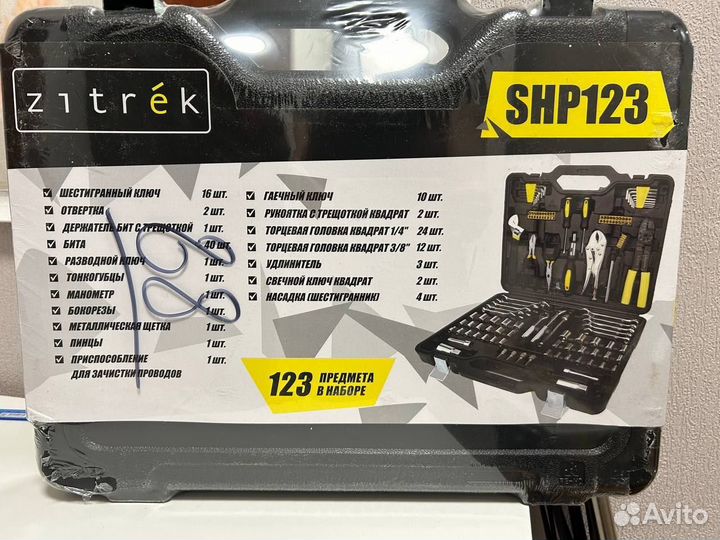 zıtrék
SHP123
ШЕСТИГРАННЫЙ КЛЮЧ 16 шт.
ОТВЕРТКА 2 шт.
ДЕРЖАТЕЛЬ БИТ С ТРЕЩОТКОЙ 1 шт.
БИТА 40 шт.
РАЗВОДНОЙ КЛЮЧ 1 шт.
ТОНКОГУБЦЫ 1 шт.
МАНОМЕТР 1 шт.
БОКОРЕЗЫ 1 шт.
МЕТАЛЛИЧЕСКАЯ ЩЕТКА 1 шт.
ПИНЦЫ 1 шт.
ПРИСПОСОБЛЕНИЕ 1 шт.
ДЛЯ ЗАЧИСТКИ ПРОВОДОВ
ГАЕЧНЫЙ КЛЮЧ 10 шт.
РУКОЯТКА С ТРЕЩОТКОЙ КВАДРАТ 2 шт.
ТОРЦЕВАЯ ГОЛОВКА КВАДРАТ 1/4" 24 шт.
ТОРЦЕВАЯ ГОЛОВКА КВАДРАТ 3/8" 12 шт.
УДЛИНИТЕЛЬ 3 шт.
СВЕЧНОЙ КЛЮЧ КВАДРАТ 2 шт.
НАСАДКА (ШЕСТИГРАННИК) 4 шт.
123 ПРЕДМЕТА
В НАБОРЕ
Avito